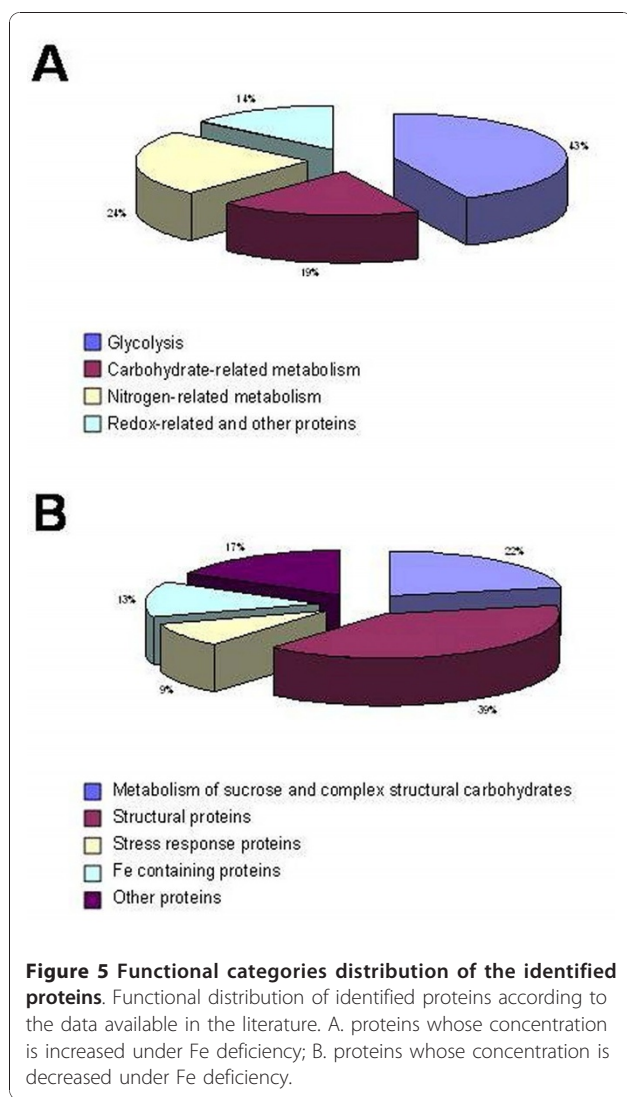 A
14%
43%
24%
19%
Glycolysis
Carbohydrate-related metabolism
Nitrogen-related metabolism
Redox-related and other proteins
B
17%
22%
13%
9%
39%
Metabolism of sucrose and complex structural carbohydrates
Structural proteins
Stress response proteins
Fe containing proteins
Other proteins
Figure 5 Functional categories distribution of the identified
proteins. Functional distribution of identified proteins according to
the data available in the literature. A. proteins whose concentration
is increased under Fe deficiency; B. proteins whose concentration is
decreased under Fe deficiency.